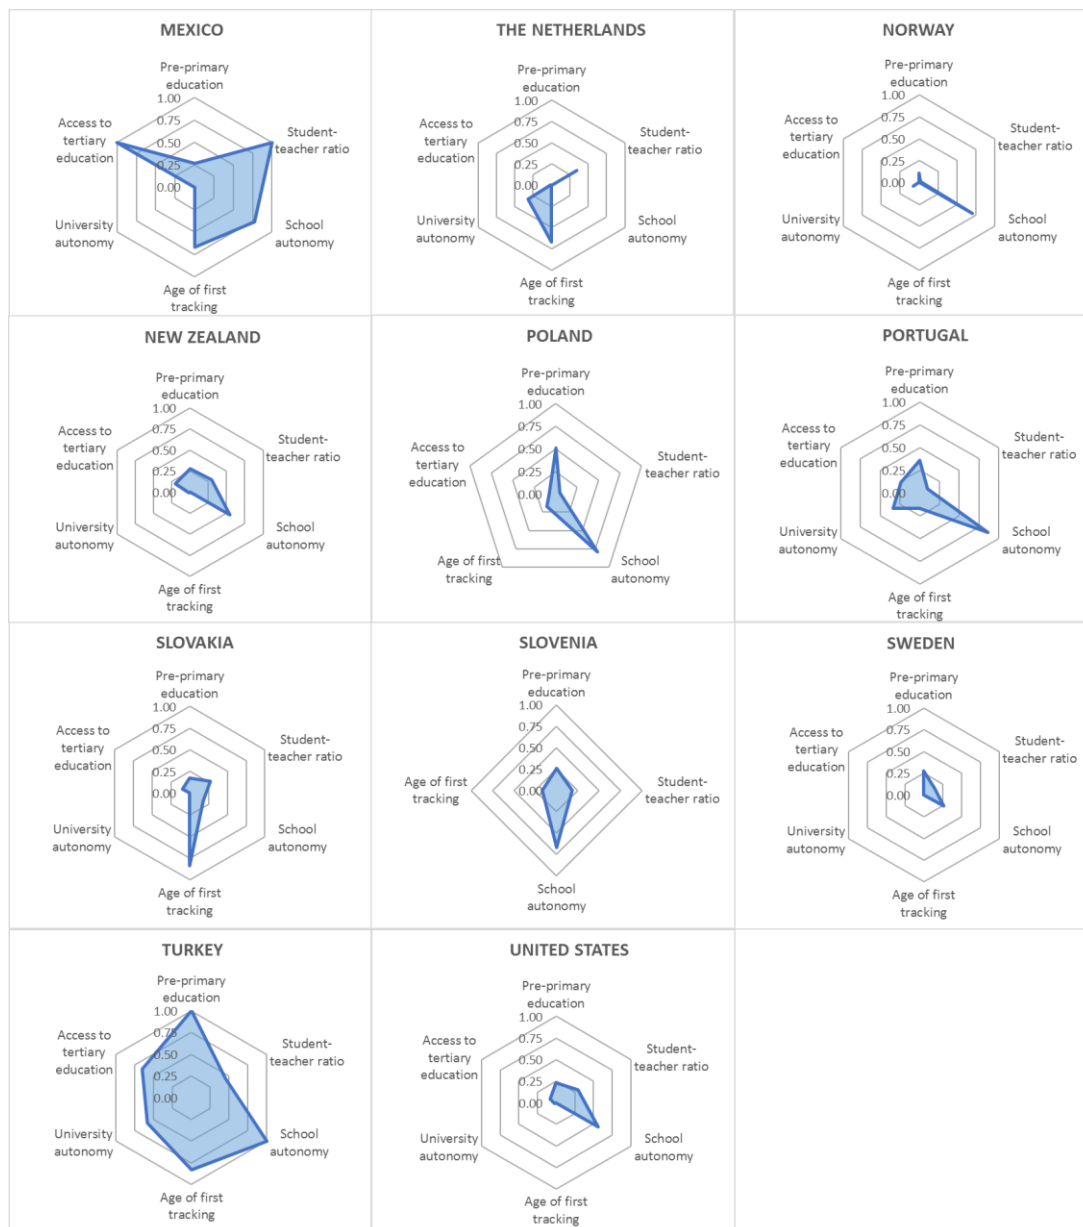 MEXICO
Pre-primary
education
1.00
0.75
0.50
0.25
0.00
Student-
teacher ratio
School
autonomy
Age of first
tracking
University
autonomy
Access to
tertiary
education
THE NETHERLANDS
Pre-primary
education
1.00
0.75
0.50
0.25
0.00
Student-
teacher ratio
School
autonomy
Age of first
tracking
University
autonomy
Access to
tertiary
education
NORWAY
Pre-primary
education
1.00
0.75
0.50
0.25
0.00
Student-
teacher ratio
School
autonomy
Age of first
tracking
University
autonomy
Access to
tertiary
education
NEW ZEALAND
Pre-primary
education
1.00
0.75
0.50
0.25
0.00
Student-
teacher ratio
School
autonomy
Age of first
tracking
University
autonomy
Access to
tertiary
education
POLAND
Pre-primary
education
1.00
0.75
0.50
0.25
0.00
Student-
teacher ratio
School
autonomy
Age of first
tracking
Access to
tertiary
education
PORTUGAL
Pre-primary
education
1.00
0.75
0.50
0.25
0.00
Student-
teacher ratio
School
autonomy
Age of first
tracking
University
autonomy
Access to
tertiary
education
SLOVAKIA
Pre-primary
education
1.00
0.75
0.50
0.25
0.00
Student-
teacher ratio
School
autonomy
Age of first
tracking
University
autonomy
Access to
tertiary
education
SLOVENIA
Pre-primary
education
1.00
0.75
0.50
0.25
0.00
Student-
teacher ratio
School
autonomy
Age of first
tracking
SWEDEN
Pre-primary
education
1.00
0.75
0.50
0.25
0.00
Student-
teacher ratio
School
autonomy
Age of first
tracking
University
autonomy
Access to
tertiary
education
TURKEY
Pre-primary
education
1.00
0.75
0.50
0.25
0.00
Student-
teacher ratio
School
autonomy
Age of first
tracking
University
autonomy
Access to
tertiary
education
UNITED STATES
Pre-primary
education
1.00
0.75
0.50
0.25
0.00
Student-
teacher ratio
School
autonomy
Age of first
tracking
University
autonomy
Access to
tertiary
education